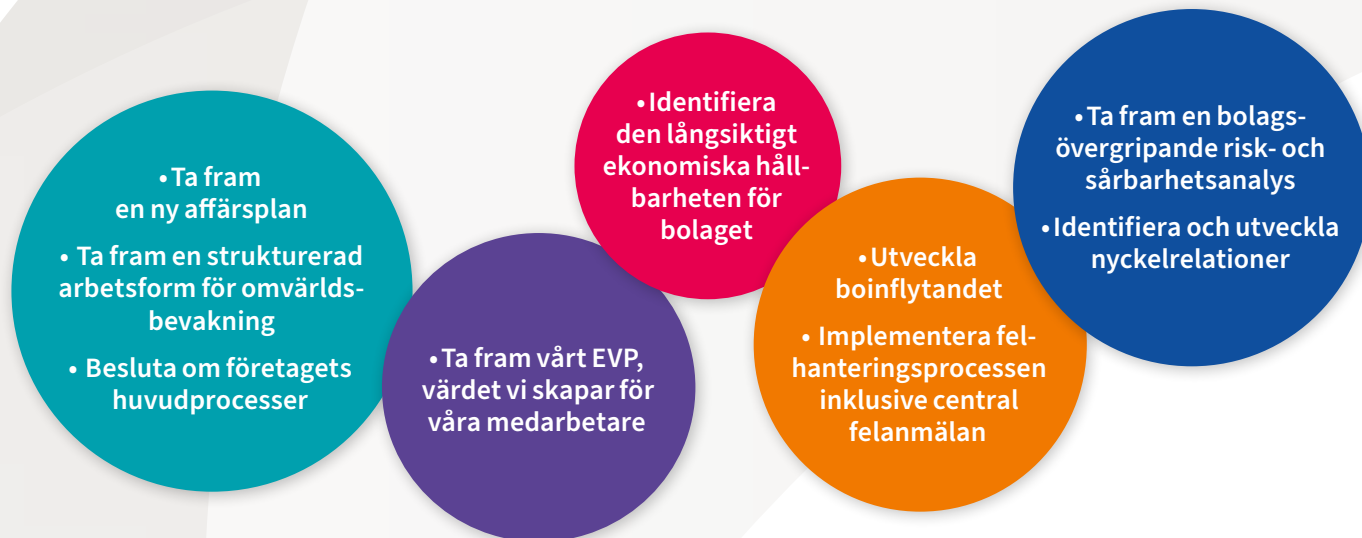 • Ta fram
en ny affärsplan
• Ta fram en strukturerad
arbetsform för omvärlds-
bevakning
• Besluta om företagets
huvudprocesser
• Ta fram vårt EVP,
värdet vi skapar för
våra medarbetare
• Identifiera
den långsiktigt
ekonomiska håll-
barheten för
bolaget
• Utveckla
boinflytandet
• Implementera fel-
hanteringsprocessen
inklusive central
felanmälan
• Ta fram en bolags-
övergripande risk- och
sårbarhetsanalys
• Identifiera och utveckla
nyckelrelationer